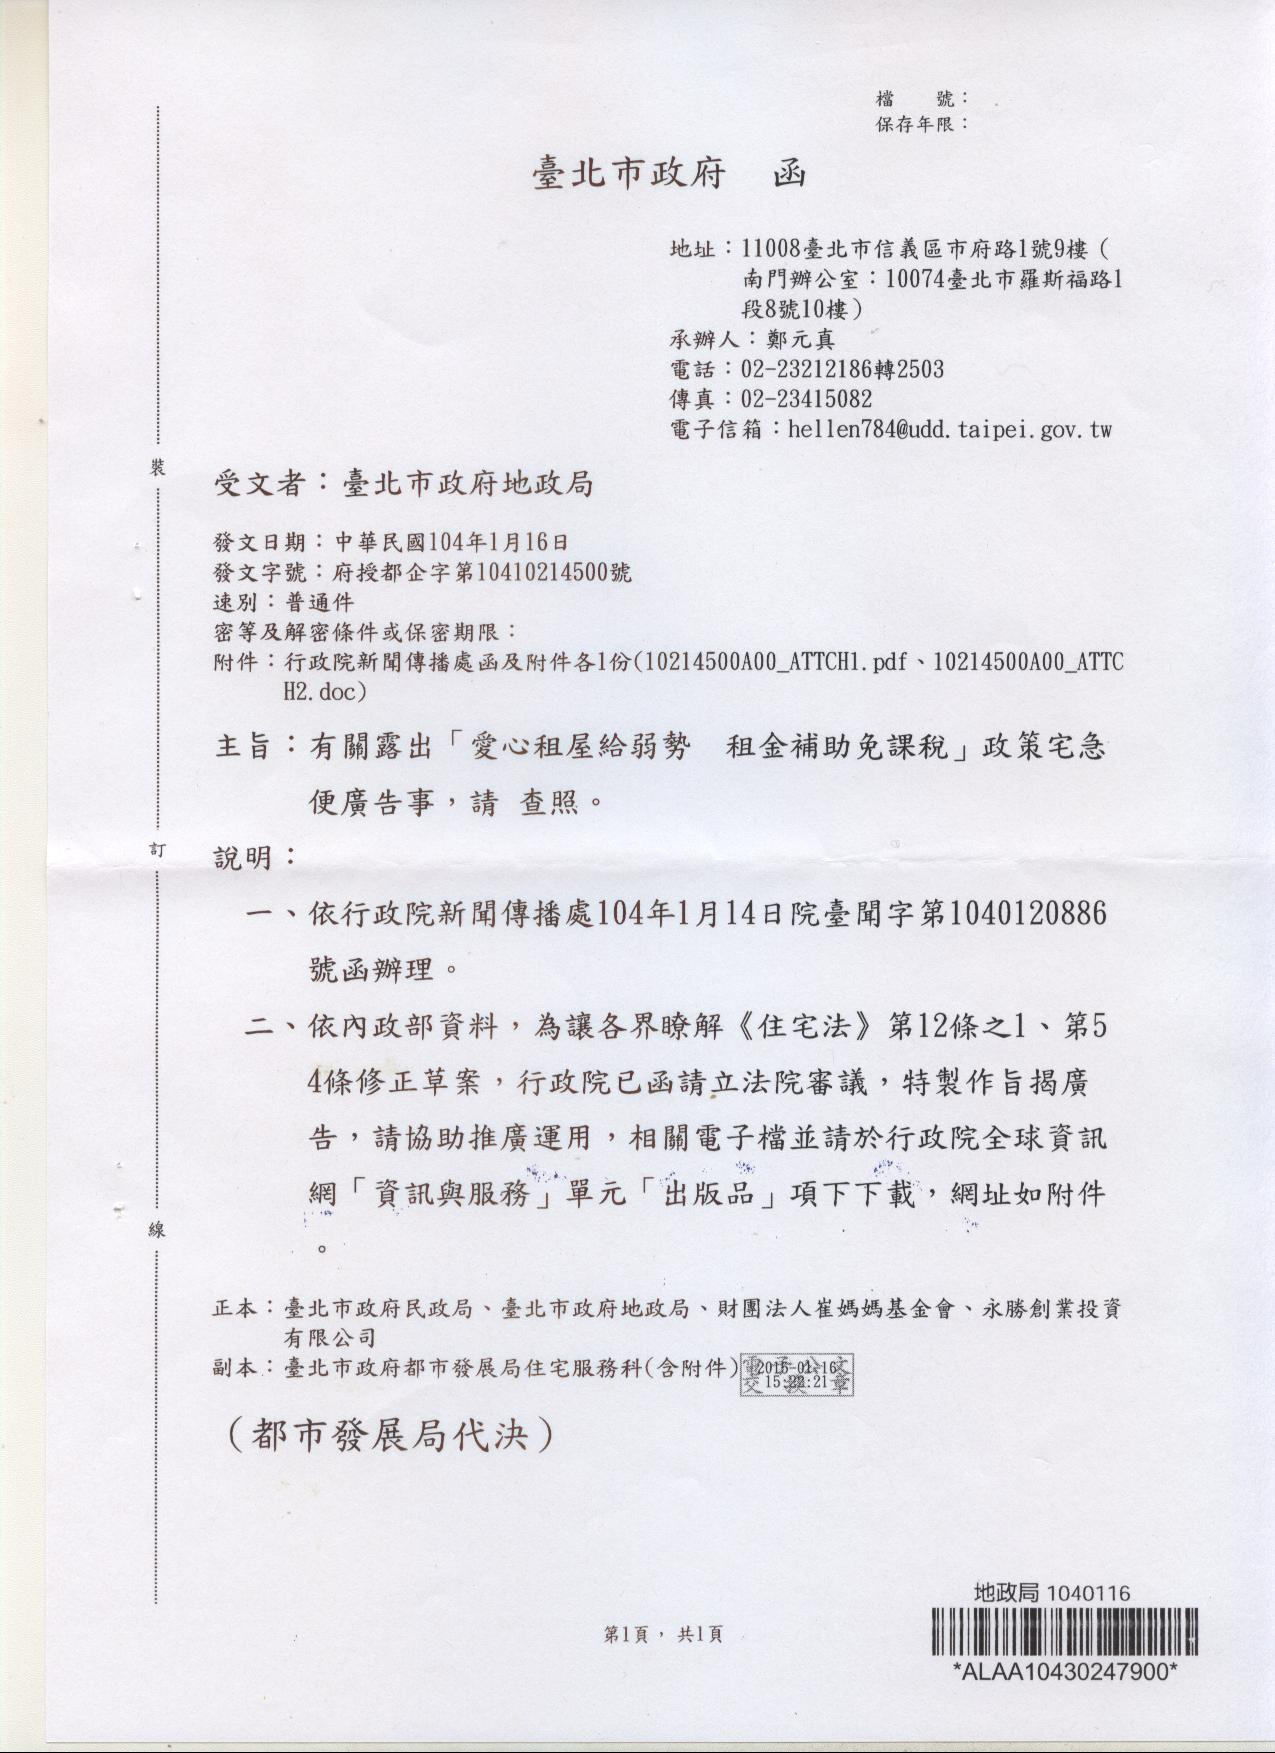 檔　　號：
保存年限：
臺北市政府　函
地址：11008臺北市信義區市府路1號9樓（
南門辦公室：10074臺北市羅斯福路1
段8號10樓）
承辦人：鄭元真
電話：02-23212186轉2503
傳真：02-23415082
電子信箱：hellen784@udd.taipei.gov.tw
受文者：臺北市政府地政局
發文日期：中華民國104年1月16日
發文字號：府授都企字第10410214500號
速別：普通件
密等及解密條件或保密期限：
附件：行政院新聞傳播處函及附件各1份(10214500A00_ATTCH1.pdf、10214500A00_ATTC
H2.doc)
主旨：有關露出「愛心租屋給弱勢　租金補助免課稅」政策宅急
便廣告事，請 查照。
說明：
一、依行政院新聞傳播處104年1月14日院臺聞字第1040120886
號函辦理。
二、依內政部資料，為讓各界瞭解《住宅法》第12條之1、第5
4條修正草案，行政院已函請立法院審議，特製作旨揭廣
告，請協助推廣運用，相關電子檔並請於行政院全球資訊
網「資訊與服務」單元「出版品」項下下載，網址如附件
。
正本：臺北市政府民政局、臺北市政府地政局、財團法人崔媽媽基金會、永勝創業投資
有限公司
副本：臺北市政府都市發展局住宅服務科(含附件)
電子公文
交換章
2015-01-16
15:22:21
（都市發展局代決）
裝
訂
線
地政局 1040116
*ALAA10430247900*
第1頁，共1頁